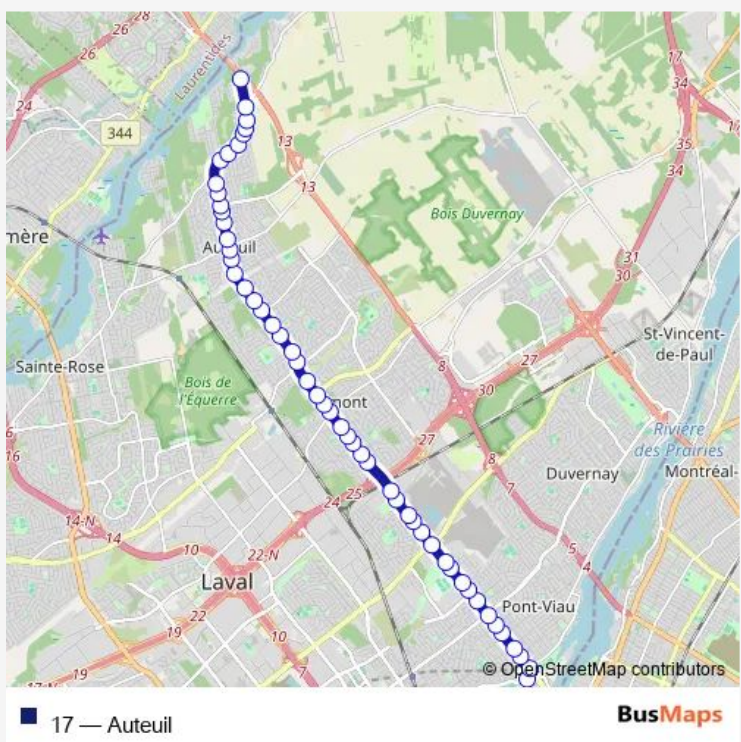 28
26
26
Laurentides
17
34
24
344
13
13
35
34
17
Bois Duvernay
mère
31
30
Sainte-Rose
Bois de
l'Équerre
8
27
30
St-Vincent-
de-Paul
mont
6
16
27
Rivière
des Prairies
Duvernay
Montréal-
8
7
24
25
14-N
14
10
22-N
5
4
Laval
Pont-Viau
22
19
10
19
7
© OpenStreetMap contributors
17 — Auteuil
BusMaps